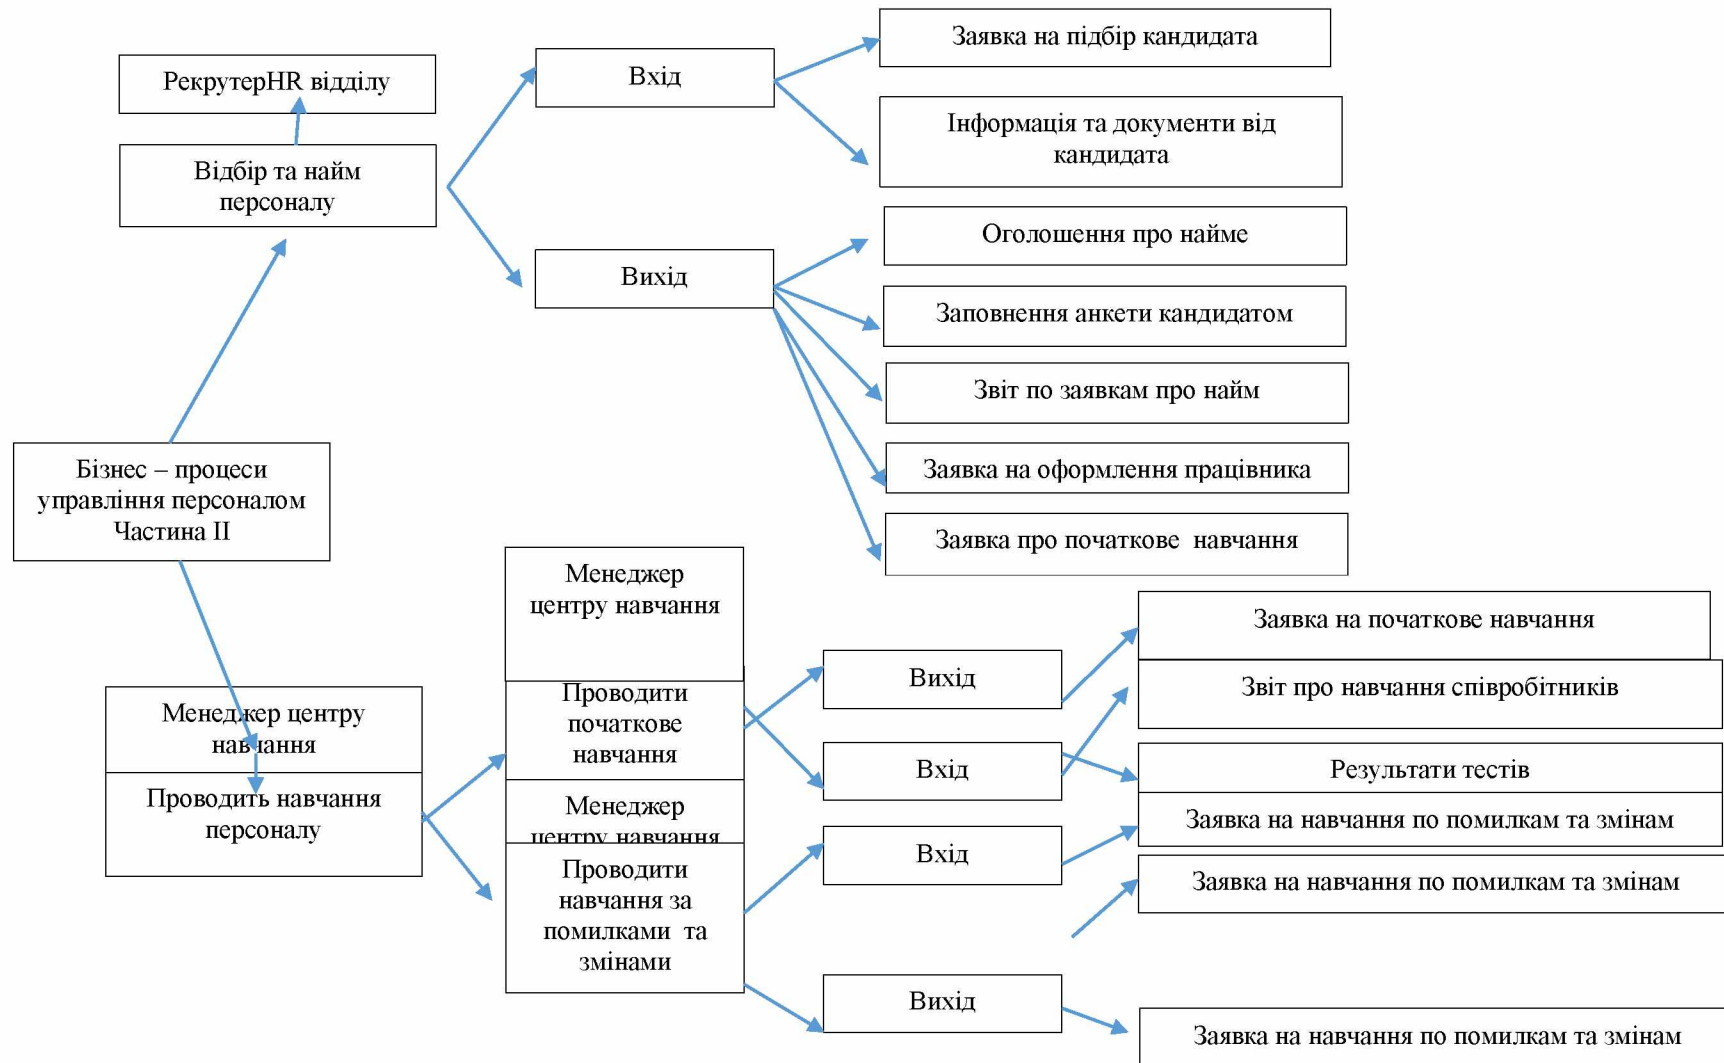 Заявка на підбір кандидата
РекрутерHR відділу
Вхід
Інформація та документи від
кандидата
Відбір та найм
персоналу
Оголошення про найме
Вихід
Заповнення анкети кандидатом
Звіт по заявкам про найм
Заявка на оформлення працівника
Заявка про початкове навчання
Бізнес – процеси
управління персоналом
Частина II
Менеджер
центру навчання
Проводити
початкове
навчання
Менеджер центру
навчання
Проводить навчання
персоналу
Менеджер
центру навчання
Проводити
навчання за
помилками та
змінами
Вихід
Вхід
Вхід
Вихід
Заявка на початкове навчання
Звіт про навчання співробітників
Результати тестів
Заявка на навчання по помилкам та змінам
Заявка на навчання по помилкам та змінам
Заявка на навчання по помилкам та змінам